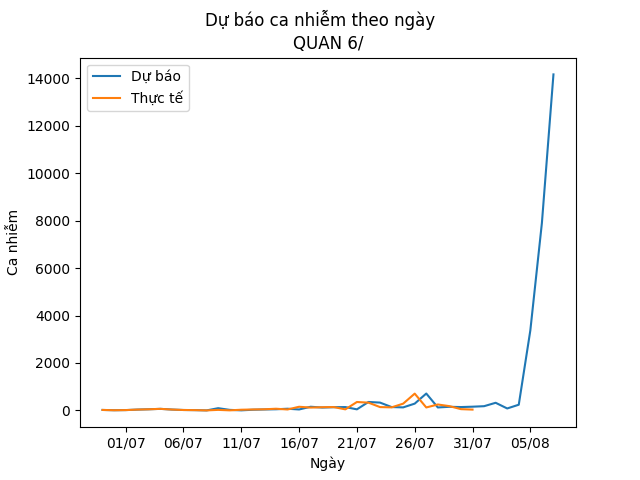 Dự báo ca nhiễm theo ngày
QUAN 6/
Dự báo
Thực tế
14000
12000
10000
8000
6000
4000
2000
0
Ca nhiễm
01/07 06/07 11/07 16/07 21/07 26/07 31/07 05/08
Ngày